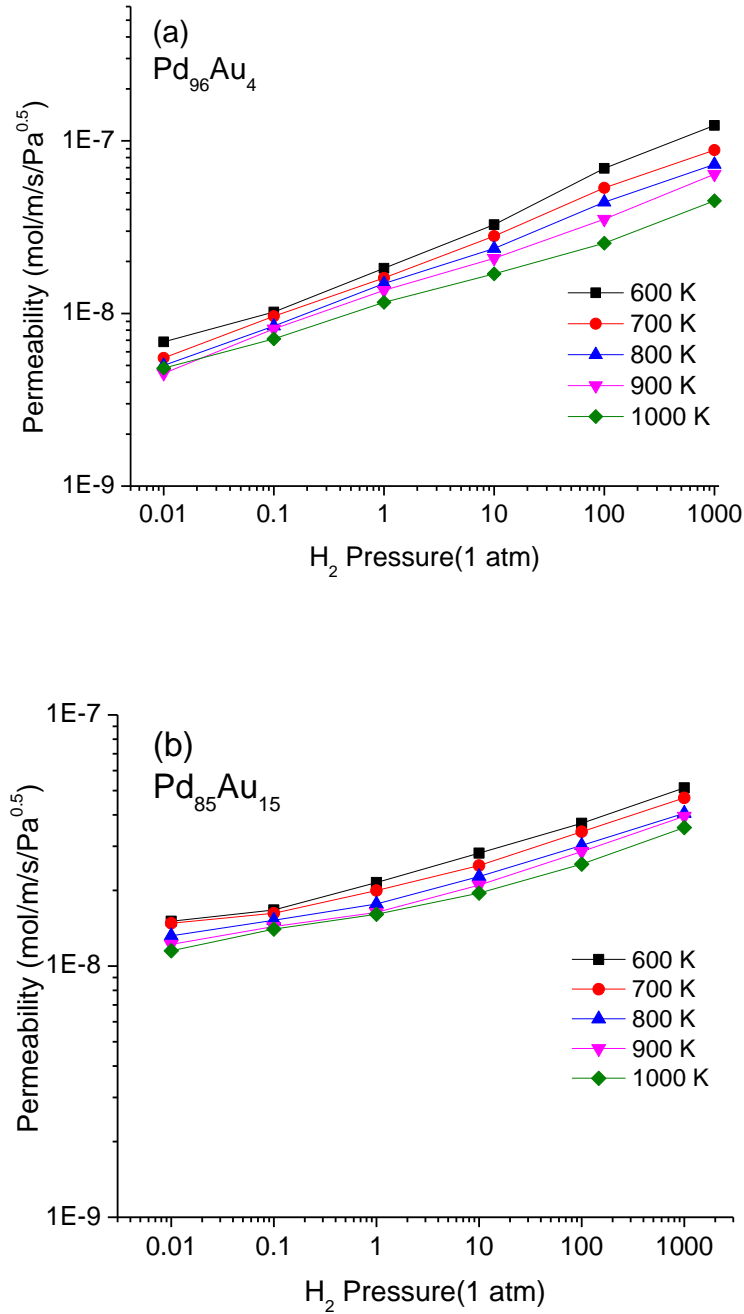 (a)
Pd96Au4
Permeability (mol/m/s/Pa0.5)
1E-7
1E-8
1E-9
600 K
700 K
800 K
900 K
1000 K
0.01 0.1 1 10 100 1000
H2 Pressure(1 atm)
(b)
Pd85Au15
Permeability (mol/m/s/Pa0.5)
1E-7
1E-8
1E-9
600 K
700 K
800 K
900 K
1000 K
0.01 0.1 1 10 100 1000
H2 Pressure(1 atm)